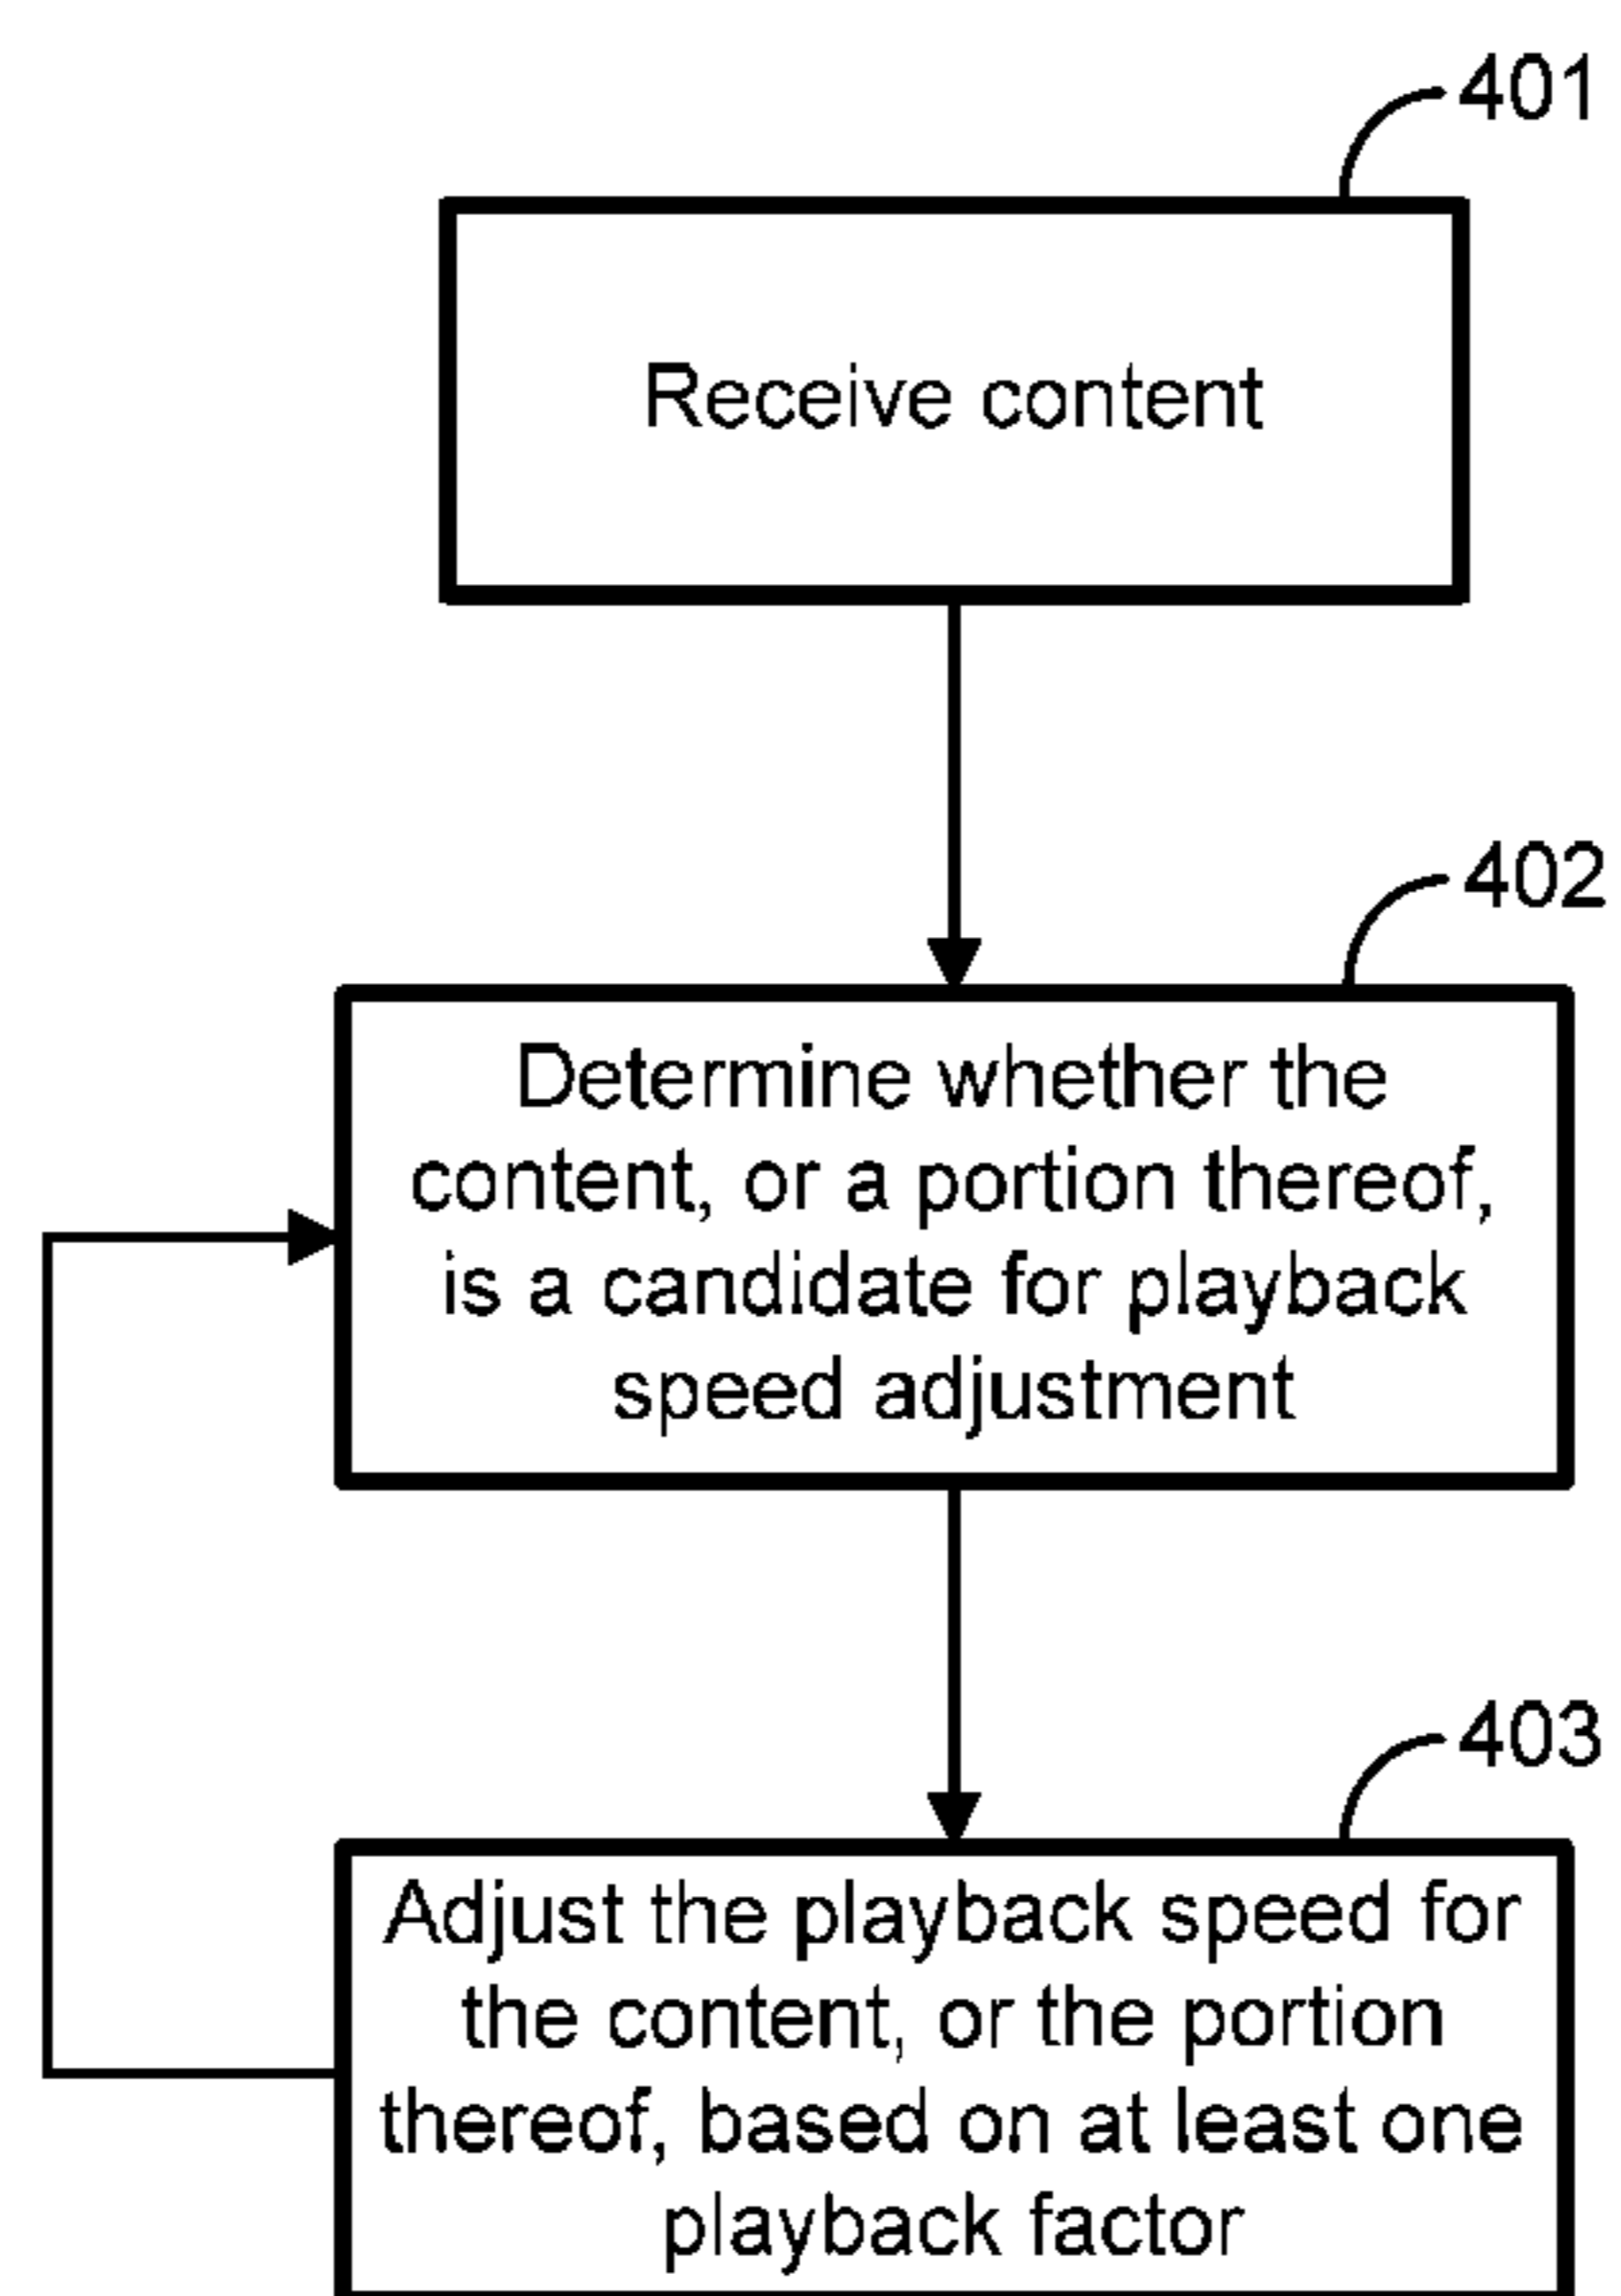 401
Receive content
402
Determine whether the
content, or a portion thereof,
is a candidate for playback
speed adjustment
403
Adjust the playback speed for
the content, or the portion
thereof, based on at least one
playback factor